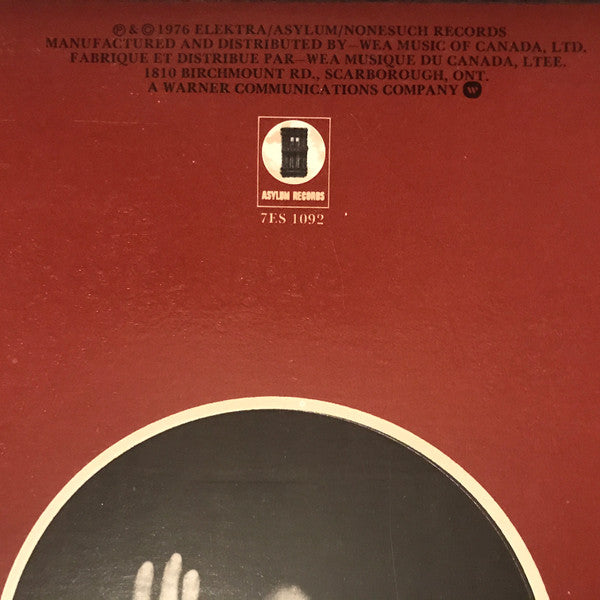 ℗ & © 1976 ELEKTRA/ASYLUM/NONESUCH RECORDS
MANUFACTURED AND DISTRIBUTED BY—WEA MUSIC OF CANADA, LTD.
FABRIQUE ET DISTRIBUE PAR—WEA MUSIQUE DU CANADA, LTEE.
1810 BIRCHMOUNT RD., SCARBOROUGH, ONT.
A WARNER COMMUNICATIONS COMPANY
ASYLUM RECORDS
7ES 1092